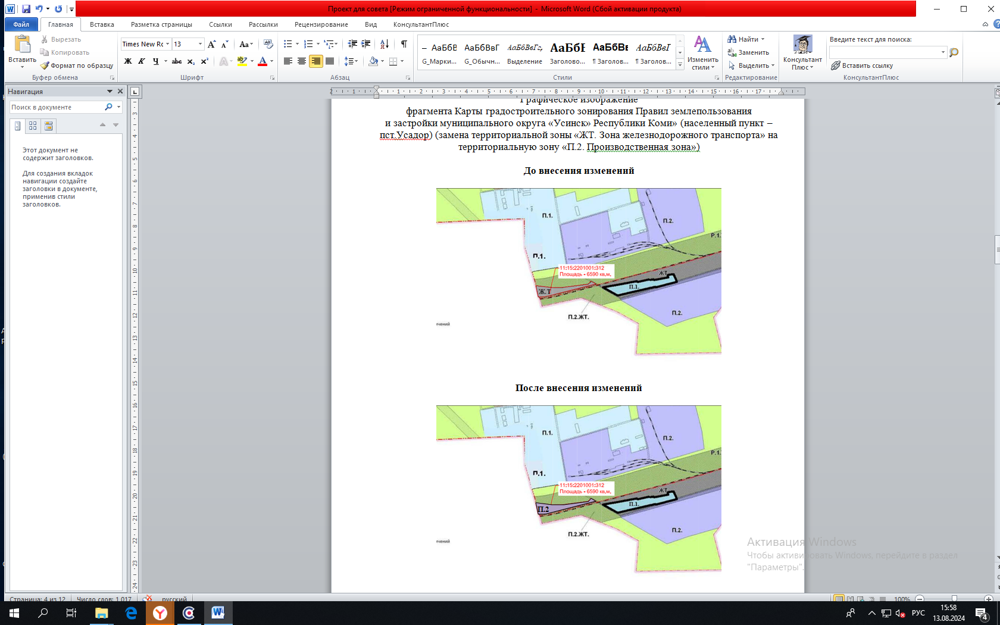 Проект для совета [Режим ограниченной функциональности] - Microsoft Word (Сбой активации продукта)
Файл Главная Вставка Разметка страницы Ссылки Рассылки Рецензирование Вид КонсультантПлюс
Вставить
Вырезать
Копировать
Формат по образцу
Буфер обмена
Times New Rc 13
Шрифт
Абзац
АаБбВ АаБбВвГ АаБбВвГг, АаБбІ АаБбВв АаБбВвІ
G_Марки... G_Обычн... Выделение Заголово... ¶ Заголов... ¶ Заголов...
Изменить стили
Стили
Найти
Заменить
Выделить
Редактирование
Консультант Плюс
Введите текст для поиска:
Вставить ссылку
КонсультантПлюс
Навигация
Поиск в документе
Этот документ не
содержит заголовков.
Для создания вкладок
навигации создайте
заголовки в документе,
применив стили
заголовков.
Графическое изображение
фрагмента Карты градостроительного зонирования Правил землепользования
и застройки муниципального округа «Усинск» Республики Коми» (населенный пункт –
пст.Усадор) (замена территориальной зоны «ЖТ. Зона железнодорожного транспорта» на
территориальную зону «П.2. Производственная зона»)
До внесения изменений
П.1.
П.2.
Р.1.
П.1.
11:15:2201001:312
Площадь - 6590 кв.м.
ЖТ
Ж.Т
П.1.
П.2.
П.2.ЖТ.
чений
После внесения изменений
П.1.
П.2.
Р.1.
П.1.
11:15:2201001:312
Площадь - 6590 кв.м.
ЖТ
П.2
П.1.
П.2.
П.2.ЖТ.
чений
Активация Windows
Чтобы активировать Windows, перейдите в раздел
"Параметры".
Страница: 4 из 12 Число слов: 1 017 русский 100%
РУС 15:58
13.08.2024
4